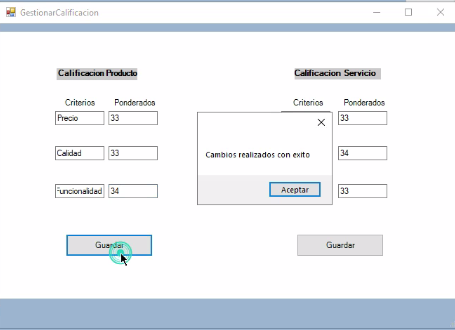 GestionarCalificacion
Calificacion Producto
Calificacion Servicio
Criterios Ponderados
Criterios Ponderados
Precio 33
33
Calidad 33
34
Funcionalidad 34
33
Cambios realizados con exito
Aceptar
Guardar
Guardar